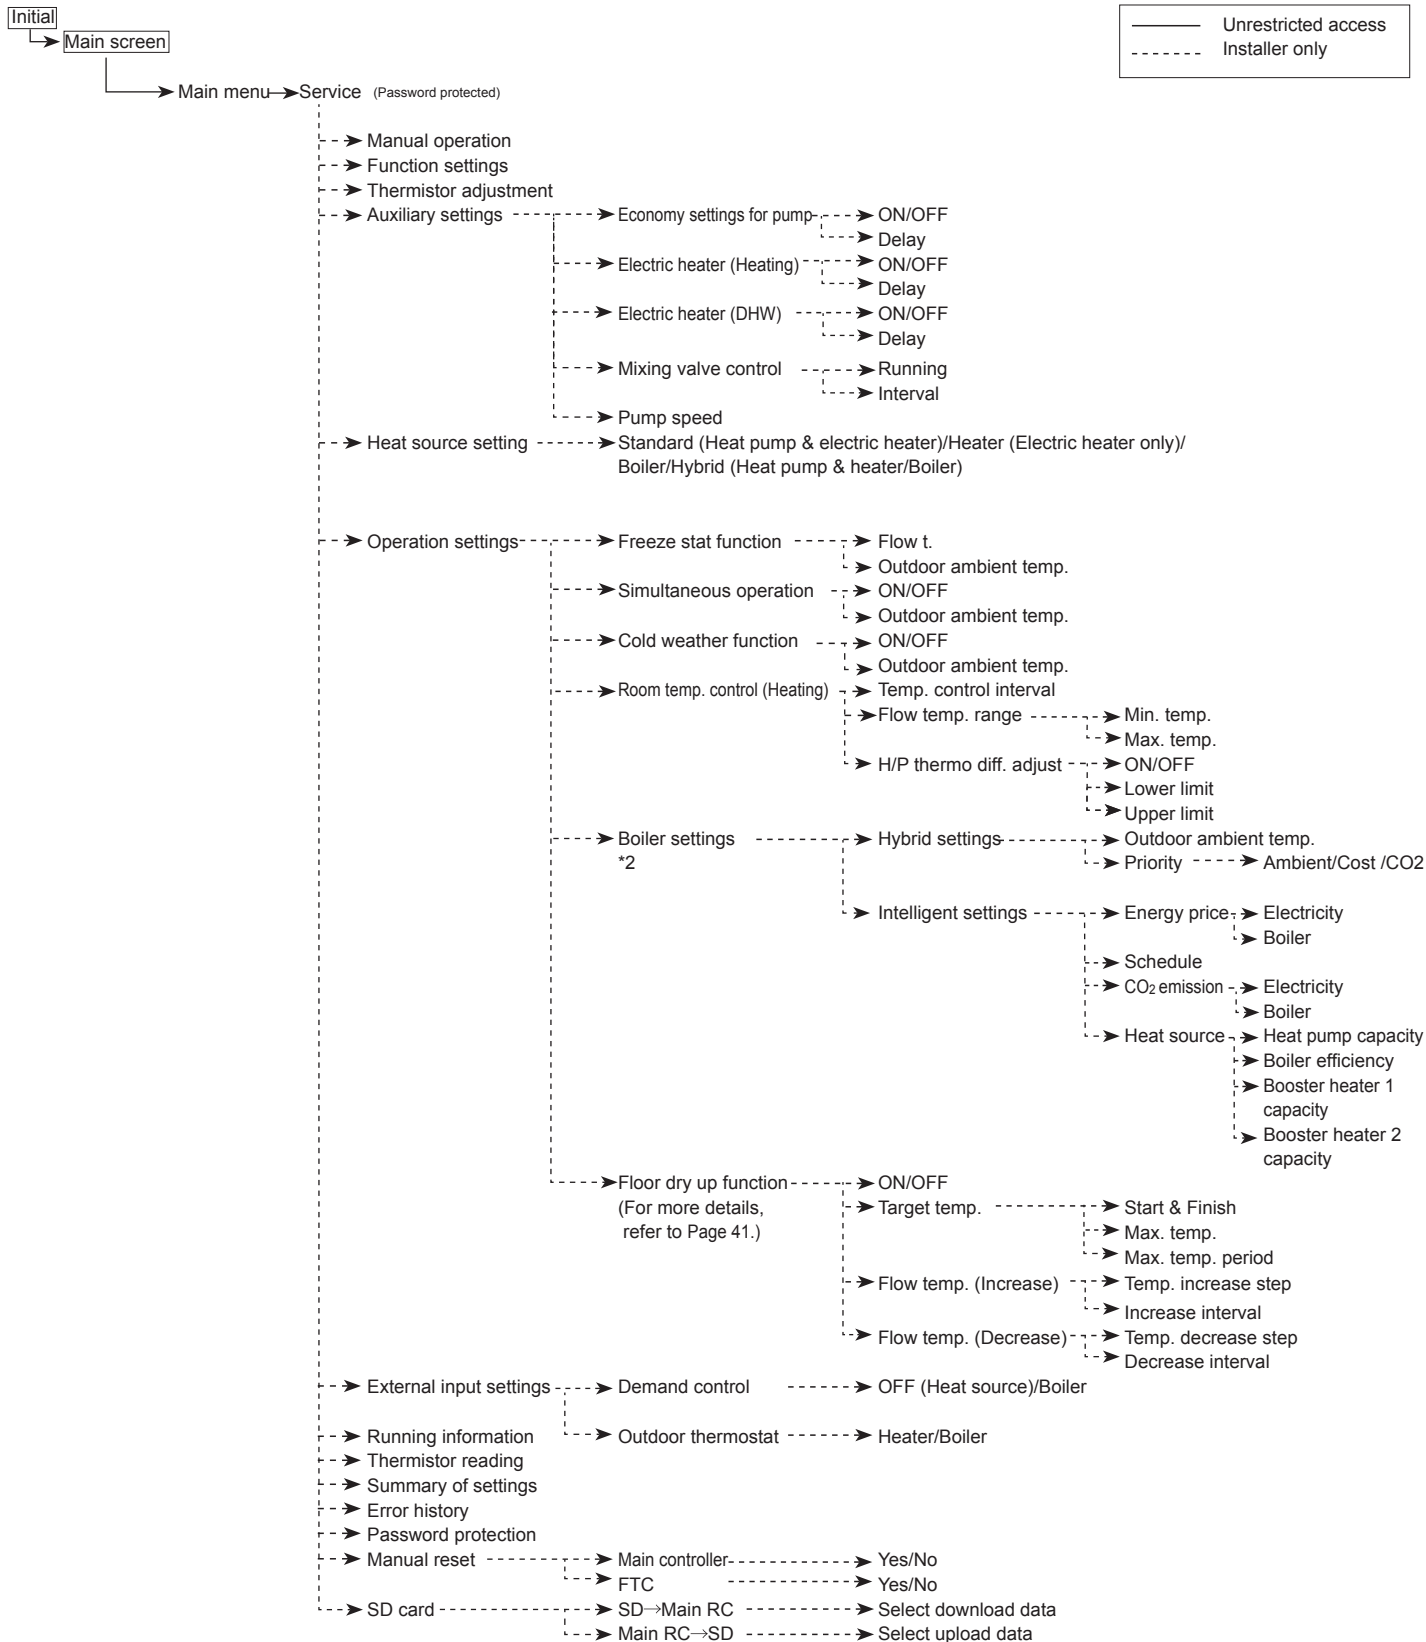 Initial
Unrestricted access
Main screen
Installer only
Main menu Service (Password protected)
Manual operation
Function settings
Thermistor adjustment
Auxiliary settings Economy settings for pump ON/OFF
Delay
Electric heater (Heating) ON/OFF
Delay
Electric heater (DHW) ON/OFF
Delay
Mixing valve control Running
Interval
Pump speed
Heat source setting Standard (Heat pump & electric heater)/Heater (Electric heater only)/
Boiler/Hybrid (Heat pump & heater/Boiler)
Operation settings Freeze stat function Flow t.
Outdoor ambient temp.
Simultaneous operation ON/OFF
Outdoor ambient temp.
Cold weather function ON/OFF
Outdoor ambient temp.
Room temp. control (Heating) Temp. control interval
Flow temp. range Min. temp.
Max. temp.
H/P thermo diff. adjust ON/OFF
Lower limit
Upper limit
Boiler settings Hybrid settings Outdoor ambient temp.
*2 Priority Ambient/Cost /CO2
Intelligent settings Energy price Electricity
Boiler
Schedule
CO2 emission Electricity
Boiler
Heat source Heat pump capacity
Boiler efficiency
Booster heater 1
capacity
Booster heater 2
capacity
Floor dry up function ON/OFF
(For more details, Target temp. Start & Finish
refer to Page 41.) Max. temp.
Max. temp. period
Flow temp. (Increase) Temp. increase step
Increase interval
Flow temp. (Decrease) Temp. decrease step
Decrease interval
External input settings Demand control OFF (Heat source)/Boiler
Running information Outdoor thermostat Heater/Boiler
Thermistor reading
Summary of settings
Error history
Password protection
Manual reset Main controller Yes/No
FTC Yes/No
SD card SD→Main RC Select download data
Main RC→SD Select upload data